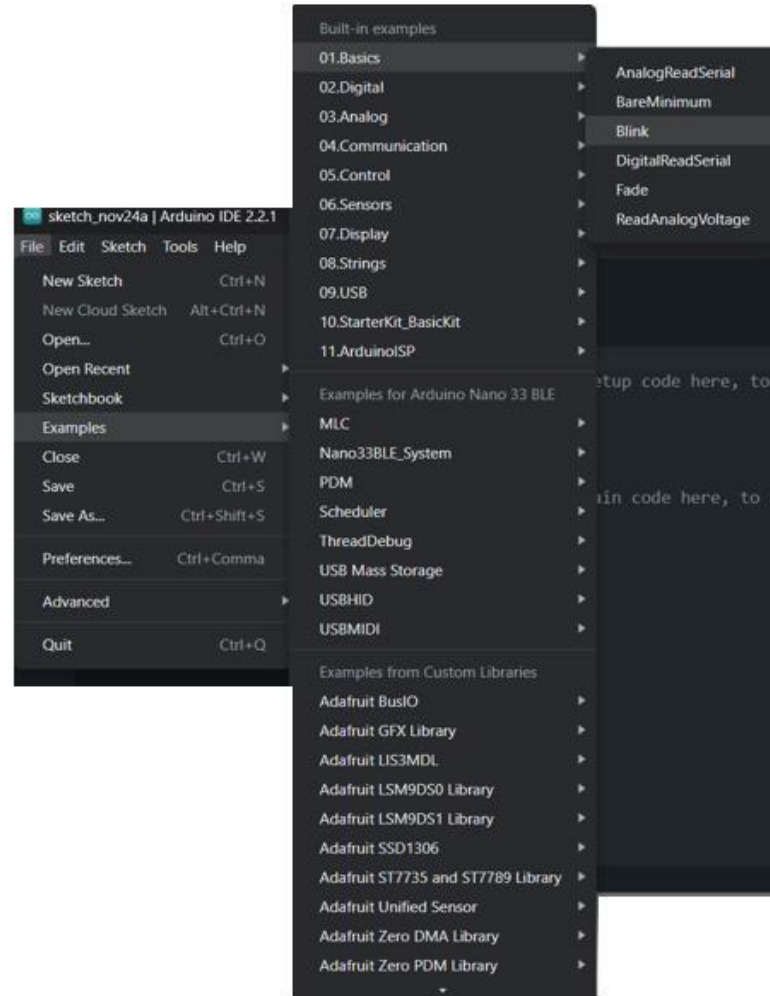 sketch_nov24a | Arduino IDE 2.2.1
File Edit Sketch Tools Help
New Sketch Ctrl+N
New Cloud Sketch Alt+Ctrl+N
Open... Ctrl+O
Open Recent
Sketchbook
Examples
Close Ctrl+W
Save Ctrl+S
Save As... Ctrl+Shift+S
Preferences... Ctrl+Comma
Advanced
Quit Ctrl+Q
Built-in examples
01.Basics
02.Digital
03.Analog
04.Communication
05.Control
06.Sensors
07.Display
08.Strings
09.USB
10.StarterKit_BasicKit
11.ArduinoISP
Examples for Arduino Nano 33 BLE
MLC
Nano33BLE_System
PDM
Scheduler
ThreadDebug
USB Mass Storage
USBHID
USBMIDI
Examples from Custom Libraries
Adafruit BusIO
Adafruit GFX Library
Adafruit LIS3MDL
Adafruit LSM9DS0 Library
Adafruit LSM9DS1 Library
Adafruit SSD1306
Adafruit ST7735 and ST7789 Library
Adafruit Unified Sensor
Adafruit Zero DMA Library
Adafruit Zero PDM Library
AnalogReadSerial
BareMinimum
Blink
DigitalReadSerial
Fade
ReadAnalogVoltage
etup code here, to
in code here, to